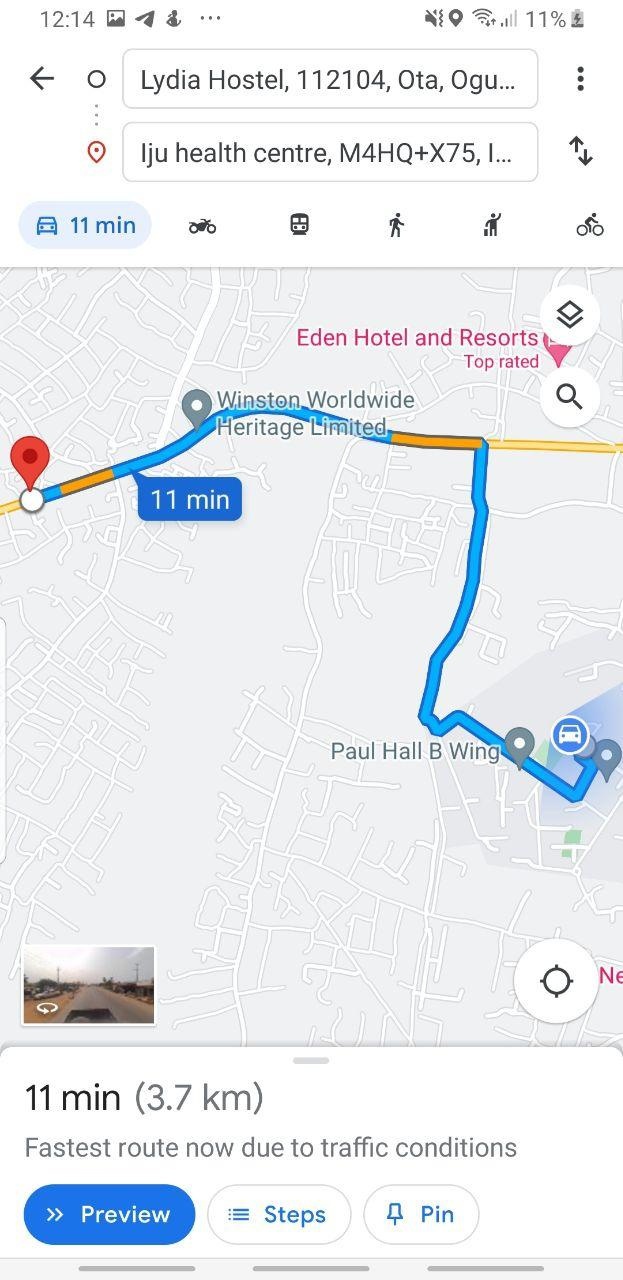 12:14
11%
Lydia Hostel, 112104, Ota, Ogu...
Iju health centre, M4HQ+X75, I...
11 min
Eden Hotel and Resorts
Top rated
Winston Worldwide
Heritage Limited
11 min
Paul Hall B Wing
Ne
11 min (3.7 km)
Fastest route now due to traffic conditions
Preview
Steps
Pin